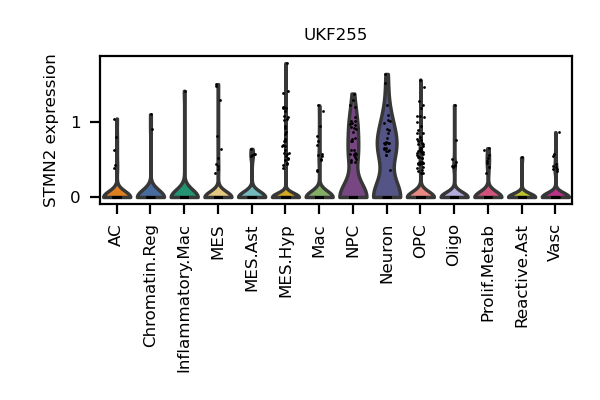 UKF255
STMN2 expression
1
0
AC
Chromatin.Reg
Inflammatory.Mac
MES
MES.Ast
MES.Hyp
Mac
NPC
Neuron
OPC
Oligo
Prolif.Metab
Reactive.Ast
Vasc